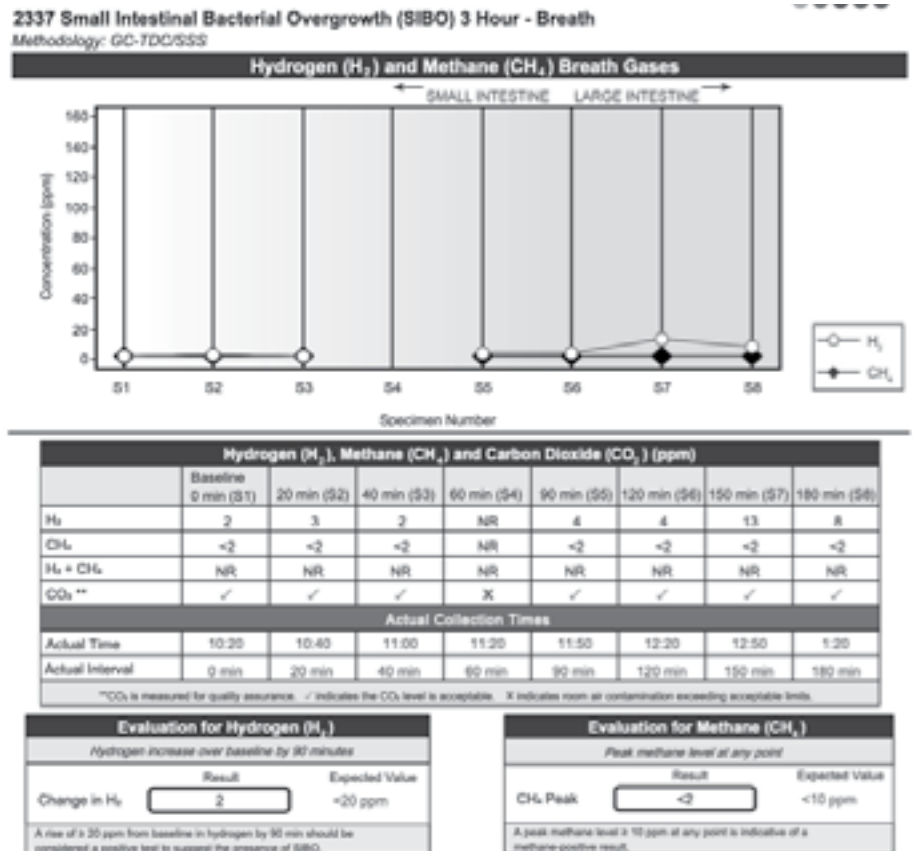 2337 Small Intestinal Bacterial Overgrowth (SIBO) 3 Hour - Breath
Methodology: GC-TDC/SSS
Hydrogen (H₂) and Methane (CH₄) Breath Gases
SMALL INTESTINE LARGE INTESTINE
Concentration (ppm)
160
140
120
100
80
60
40
20
0
S1 S2 S3 S4 S5 S6 S7 S8
Specimen Number
H₂
CH₄
Hydrogen (H₂), Methane (CH₄) and Carbon Dioxide (CO₂) (ppm)
Baseline
0 min (S1) 20 min (S2) 40 min (S3) 60 min (S4) 90 min (S5) 120 min (S6) 150 min (S7) 180 min (S8)
H₂ 2 3 2 NR 4 4 13 8
CH₄ <2 <2 <2 NR <2 <2 <2 <2
H₂ + CH₄ NR NR NR NR NR NR NR NR
CO₂ ** ✓ ✓ ✓ X ✓ ✓ ✓ ✓
Actual Collection Times
Actual Time 10:20 10:40 11:00 11:20 11:50 12:20 12:50 1:20
Actual Interval 0 min 20 min 40 min 60 min 90 min 120 min 150 min 180 min
**CO₂ is measured for quality assurance. ✓ indicates the CO₂ level is acceptable. X indicates room air contamination exceeding acceptable limits.
Evaluation for Hydrogen (H₂)
Hydrogen increase over baseline by 90 minutes
Result Expected Value
Change in H₂ 2 <20 ppm
A rise of ≥ 20 ppm from baseline in hydrogen by 90 min should be
considered a positive test to suggest the presence of SIBO.
Evaluation for Methane (CH₄)
Peak methane level at any point
Result Expected Value
CH₄ Peak <2 <10 ppm
A peak methane level ≥ 10 ppm at any point is indicative of a
methane-positive result.